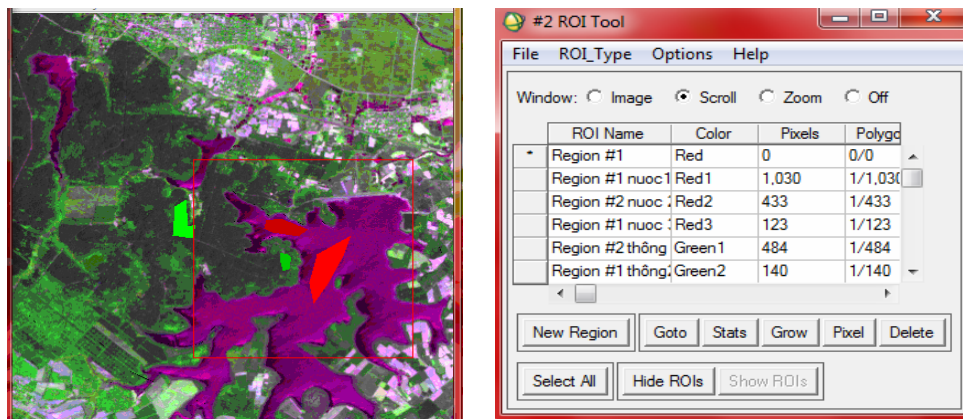 #2 ROI Tool
File ROI_Type Options Help
Window: Image Scroll Zoom Off
ROI Name Color Pixels Polygo
* Region #1 Red 0 0/0
Region #1 nuoc1 Red1 1,030 1/1,030
Region #2 nuoc 2 Red2 433 1/433
Region #1 nuoc 3 Red3 123 1/123
Region #2 thông Green1 484 1/484
Region #1 thông2 Green2 140 1/140
New Region Goto Stats Grow Pixel Delete
Select All Hide ROIs Show ROIs